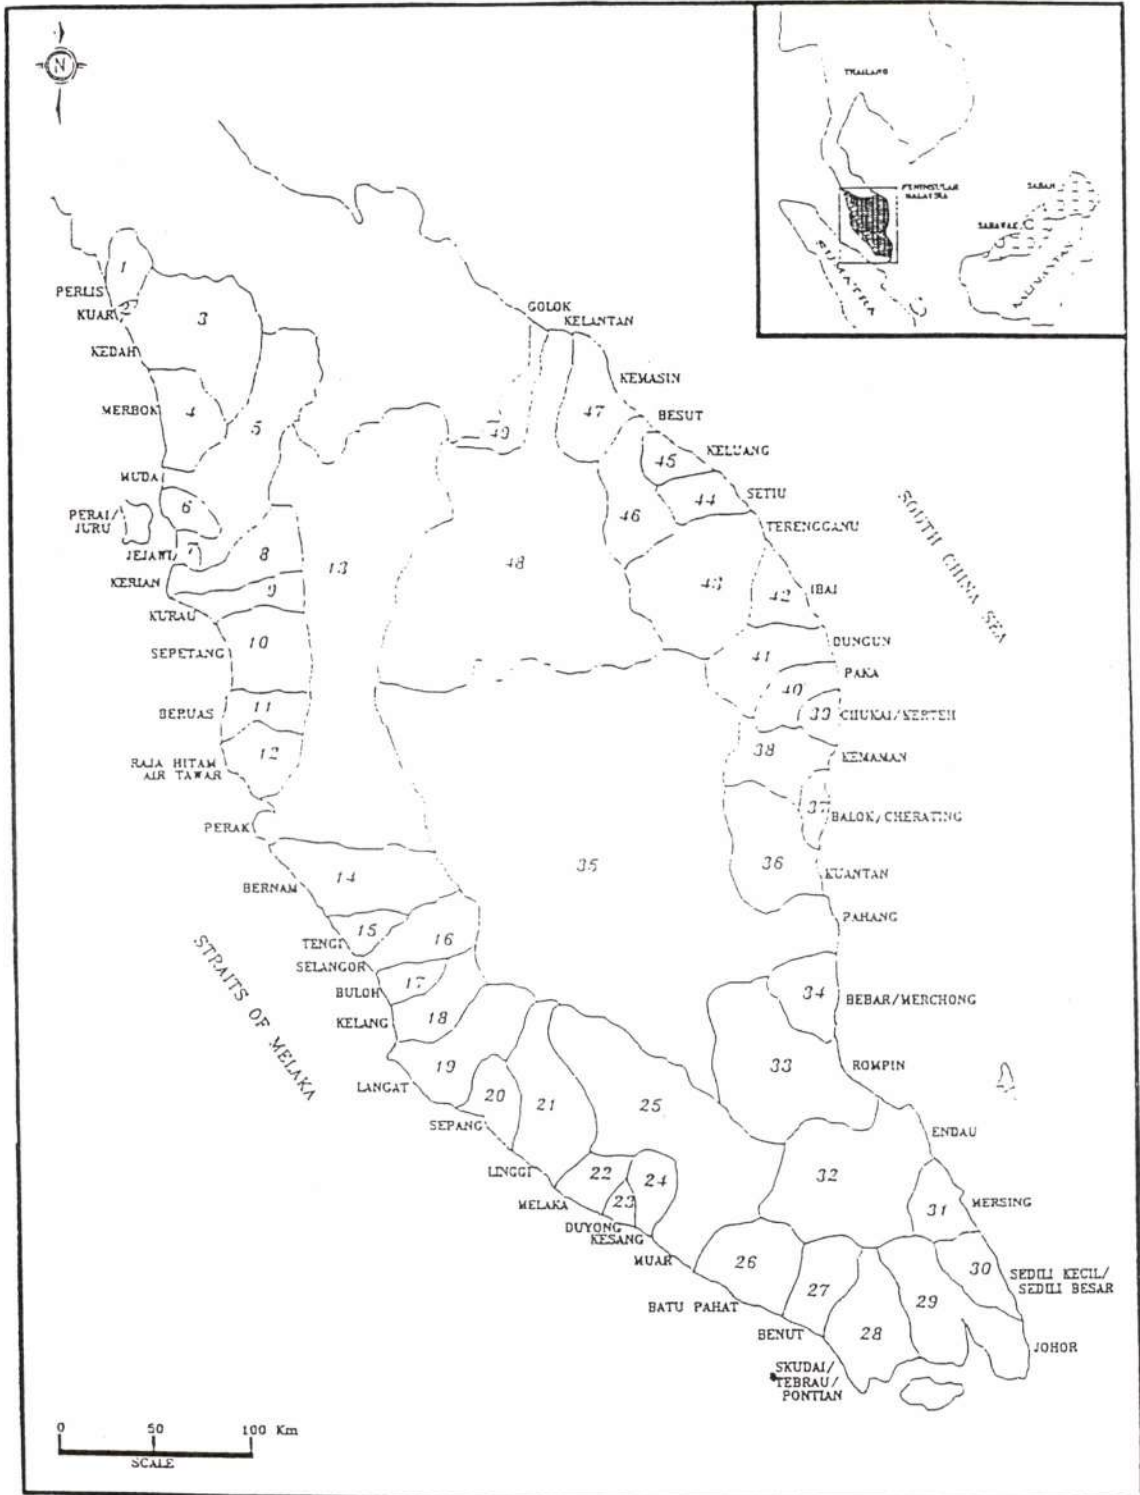 N
THAILAND
PENINSULAR
MALAYSIA
SABAH
SARAWAK
SUMATRA
KALIMANTAN
1
PERLIS
KUAR
2
3
KEDAH
MERBOK
4
5
MUDA
6
PERAI/
JURU
JEJAWI
7
8
KERIAN
9
KURAU
10
SEPETANG
11
BERUAS
12
RAJA HITAM
AIR TAWAR
13
PERAK
14
BERNAM
15
TENGI
16
SELANGOR
17
BULOH
18
KELANG
19
LANGAT
20
SEPANG
21
LINGGI
22
MELAKA
23
DUYONG
KESANG
24
MUAR
25
26
BATU PAHAT
27
BENUT
28
SKUDAI/
TEBRAU/
PONTIAN
29
JOHOR
30
SEDILI KECIL/
SEDILI BESAR
31
MERSING
32
ENDAU
33
ROMPIN
34
BEBAR/MERCHONG
35
PAHANG
36
KUANTAN
37
BALOK/CHERATING
38
KEMAMAN
39
CHUKAI/KERTEH
40
PAKA
41
DUNGUN
42
IBAI
43
TERENGGANU
44
SETIU
45
KELUANG
46
BESUT
47
KEMASIN
48
KELANTAN
49
GOLOK
SOUTH CHINA SEA
STRAITS OF MELAKA
0 50 100 Km
SCALE